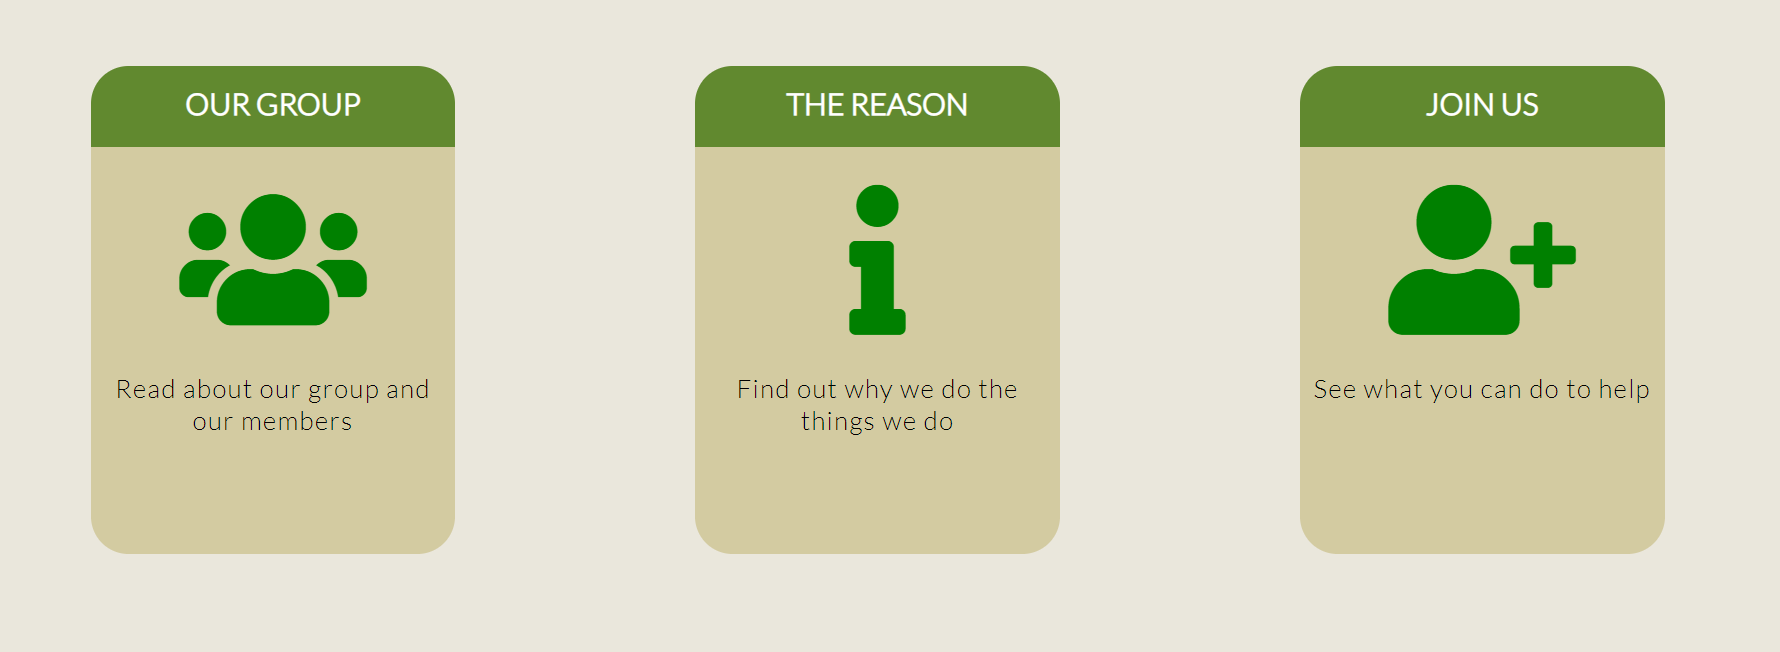 OUR GROUP
Read about our group and
our members
THE REASON
Find out why we do the
things we do
JOIN US
See what you can do to help